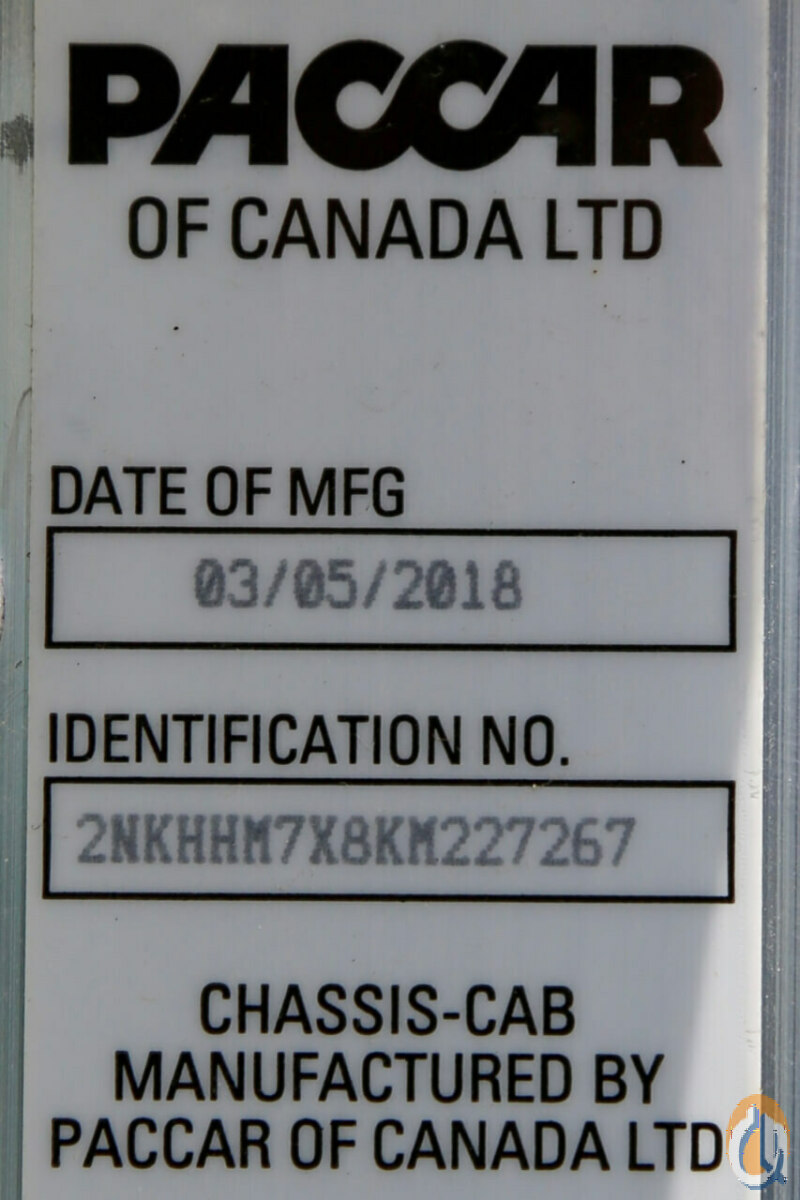 PACCAR
OF CANADA LTD
DATE OF MFG
03/05/2018
IDENTIFICATION NO.
2NKHHM7X8KM227267
CHASSIS-CAB
MANUFACTURED BY
PACCAR OF CANADA LTD